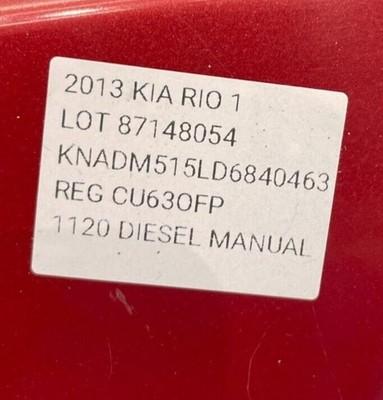 2013 KIA RIO 1
LOT 87148054
KNADM515LD6840463
REG CU63OFP
1120 DIESEL MANUAL